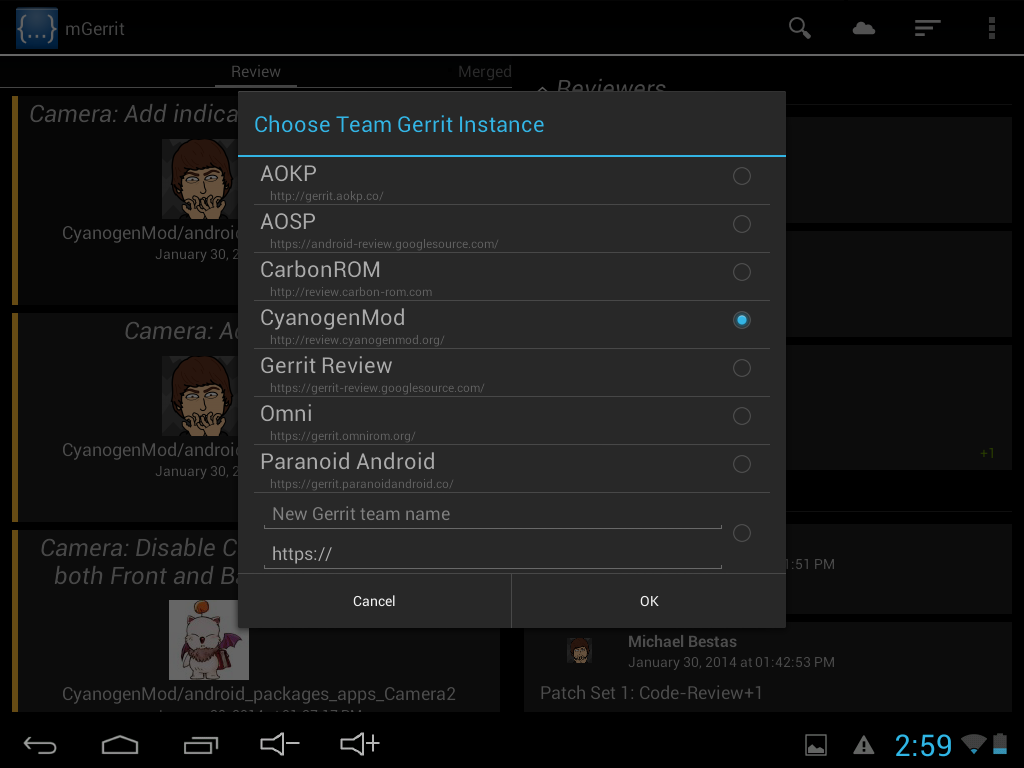 {...} mGerrit
Review
Merged
Reviewers
Camera: Add indica
CyanogenMod/androi
January 30, 2
Camera: Ad
CyanogenMod/androi
January 30, 2
Camera: Disable C
both Front and Ba
CyanogenMod/android_packages_apps_Camera2
Choose Team Gerrit Instance
AOKP
http://gerrit.aokp.co/
AOSP
https://android-review.googlesource.com/
CarbonROM
http://review.carbon-rom.com
CyanogenMod
http://review.cyanogenmod.org/
Gerrit Review
https://gerrit-review.googlesource.com/
Omni
https://gerrit.omnirom.org/
Paranoid Android
https://gerrit.paranoidandroid.co/
New Gerrit team name
https://
Cancel
OK
+1
1:51 PM
Michael Bestas
January 30, 2014 at 01:42:53 PM
Patch Set 1: Code-Review+1
2:59